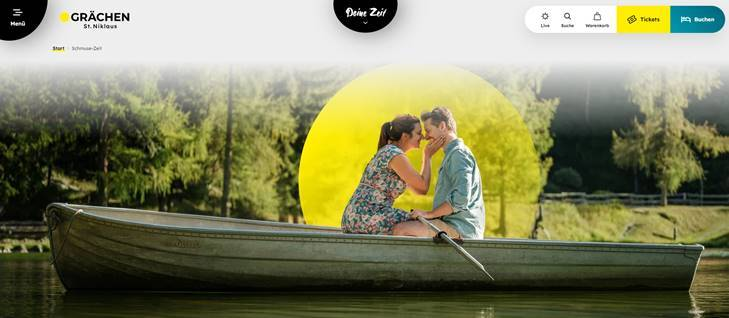 Menü
GRÄCHEN
St. Niklaus
Deine Zeit
Live
Suche
Warenkorb
Tickets
Buchen
Start
Schmuse-Zeit